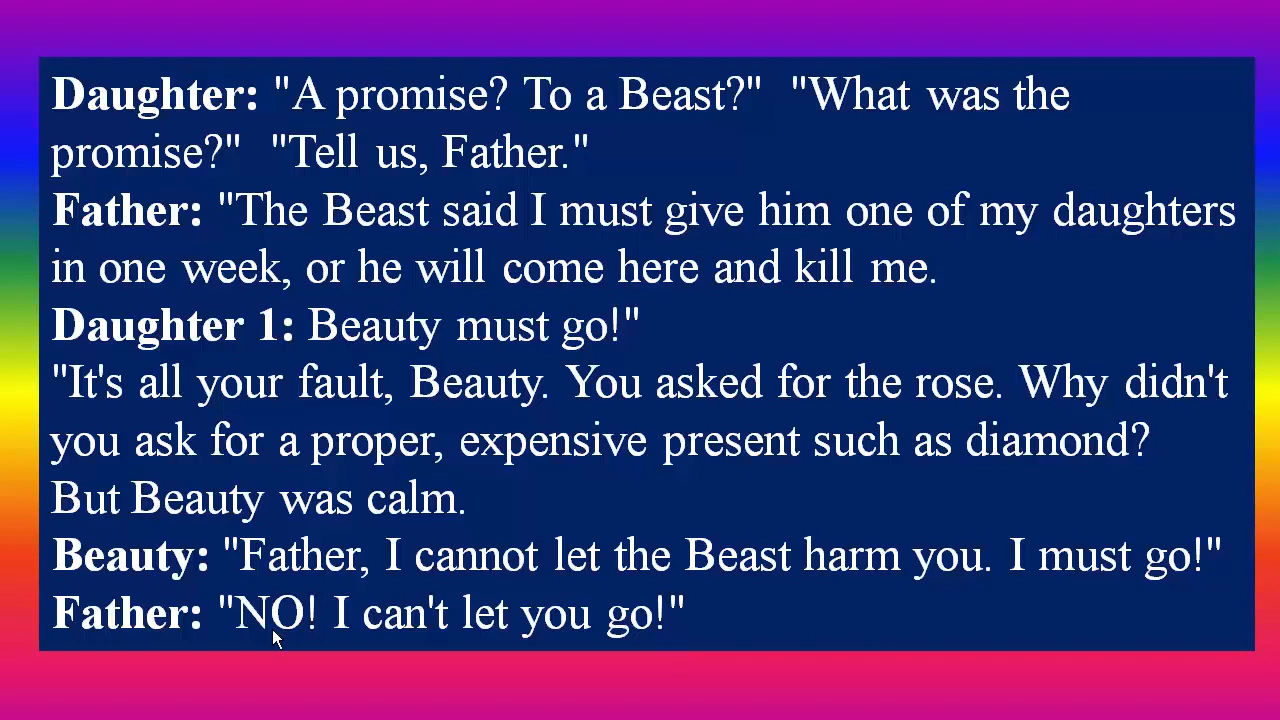 Daughter: "A promise? To a Beast?"  "What was the
promise?"  "Tell us, Father."
Father: "The Beast said I must give him one of my daughters
in one week, or he will come here and kill me.
Daughter 1: Beauty must go!"
"It's all your fault, Beauty. You asked for the rose. Why didn't
you ask for a proper, expensive present such as diamond?
But Beauty was calm.
Beauty: "Father, I cannot let the Beast harm you. I must go!"
Father: "NO! I can't let you go!"